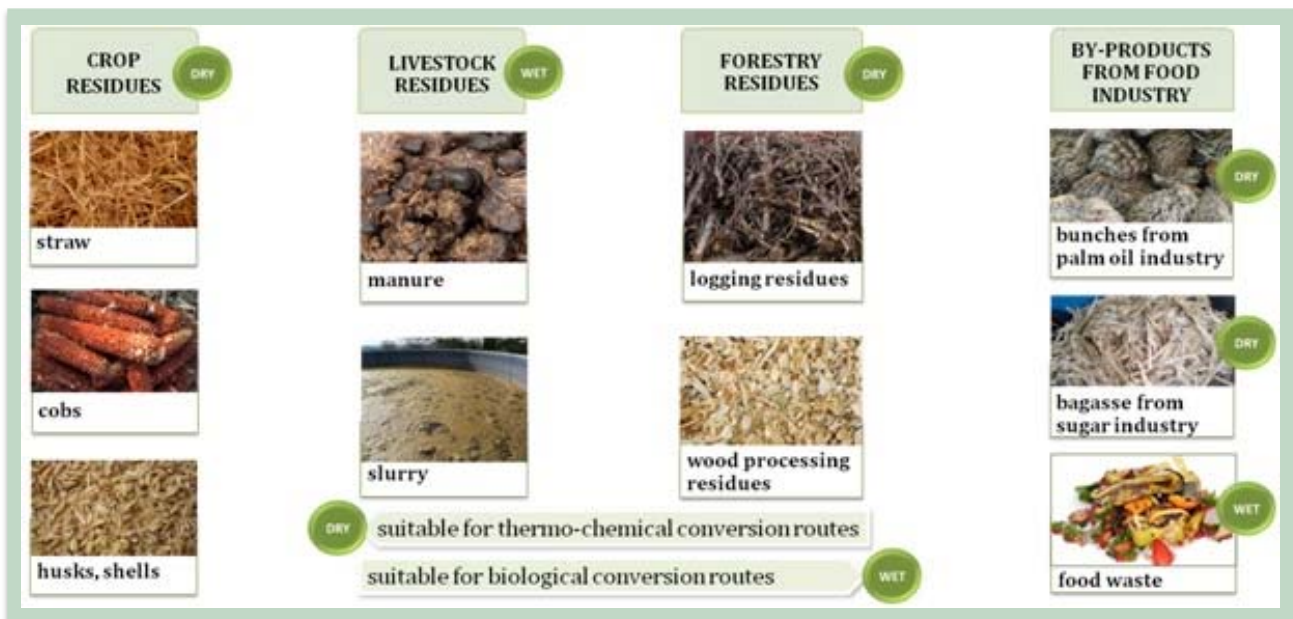 CROP
RESIDUES
DRY
straw
cobs
husks, shells
LIVESTOCK
RESIDUES
WET
manure
slurry
FORESTRY
RESIDUES
DRY
logging residues
wood processing
residues
BY-PRODUCTS
FROM FOOD
INDUSTRY
DRY
bunches from
palm oil industry
DRY
bagasse from
sugar industry
WET
food waste
DRY
suitable for thermo-chemical conversion routes
suitable for biological conversion routes
WET